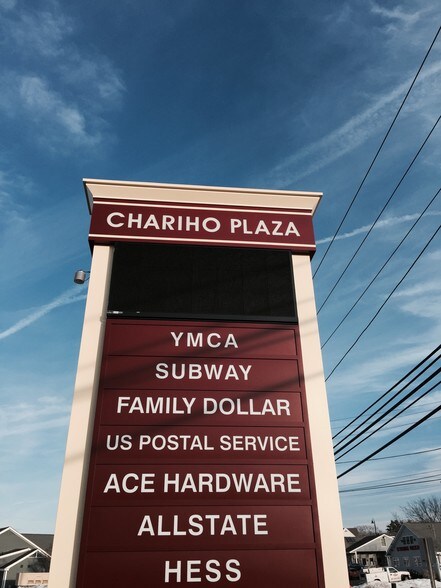 CHARIHO PLAZA
YMCA
SUBWAY
FAMILY DOLLAR
US POSTAL SERVICE
ACE HARDWARE
ALLSTATE
HESS